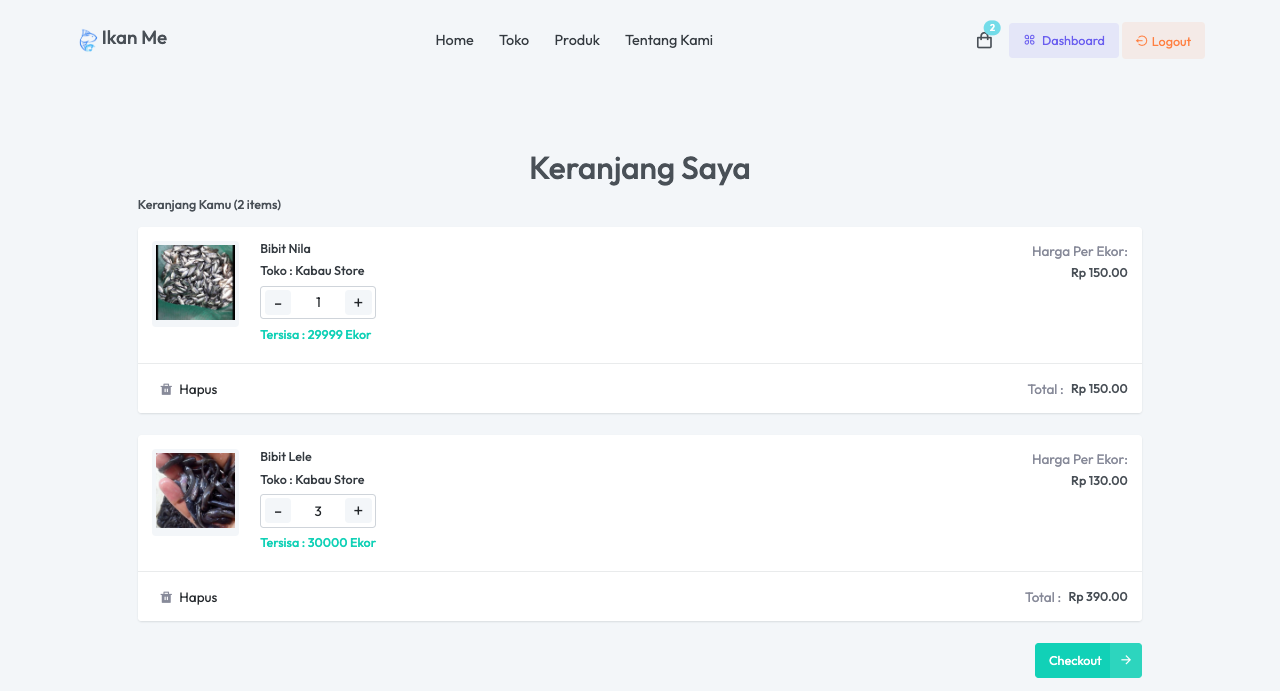 Ikan Me
Home
Toko
Produk
Tentang Kami
2
Dashboard
Logout
Keranjang Saya
Keranjang Kamu (2 items)
Bibit Nila
Toko : Kabau Store
- 1 +
Tersisa : 29999 Ekor
Harga Per Ekor:
Rp 150.00
Hapus
Total : Rp 150.00
Bibit Lele
Toko : Kabau Store
- 3 +
Tersisa : 30000 Ekor
Harga Per Ekor:
Rp 130.00
Hapus
Total : Rp 390.00
Checkout